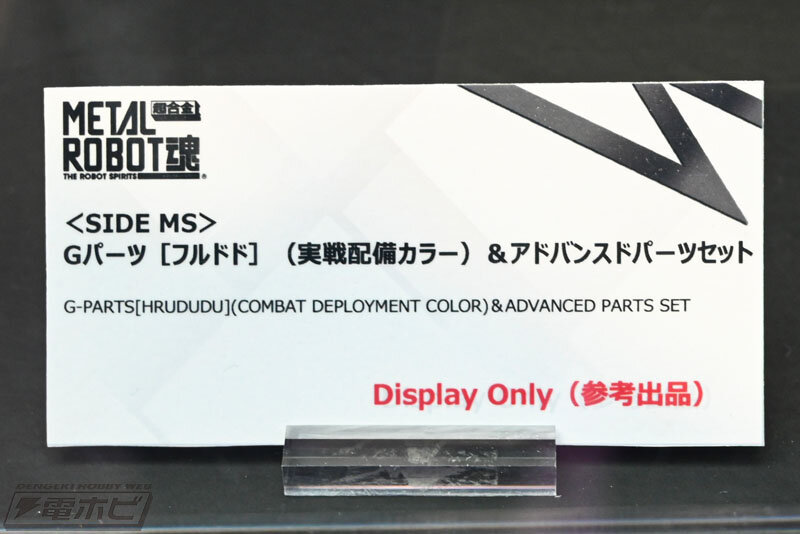 METAL 超合金
ROBOT魂
THE ROBOT SPIRITS
®
<SIDE MS>
Gパーツ［フルドド］（実戦配備カラー）＆アドバンスドパーツセット
G-PARTS[HRUDUDU](COMBAT DEPLOYMENT COLOR)&ADVANCED PARTS SET
Display Only（参考出品）
DENGEKI HOBBY WEB
電ホビ